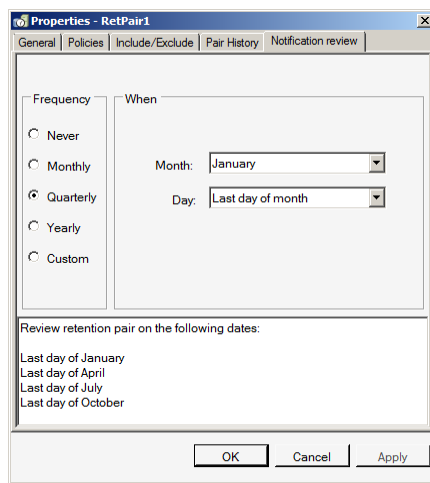 Properties - RetPair1
General Policies Include/Exclude Pair History Notification review
Frequency
When
Never
Monthly
Month: January
Quarterly
Day: Last day of month
Yearly
Custom
Review retention pair on the following dates:
Last day of January
Last day of April
Last day of July
Last day of October
OK Cancel Apply